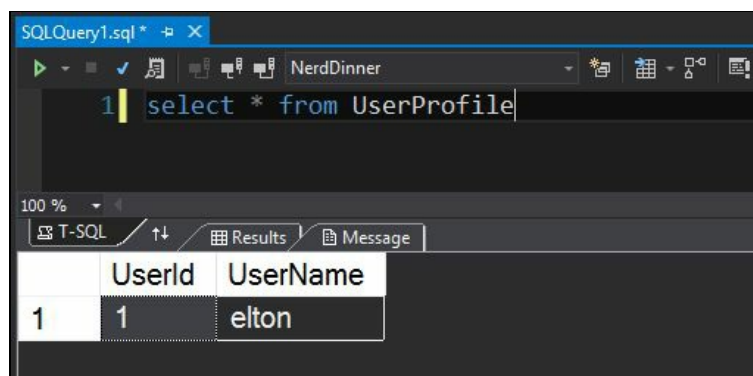 SQLQuery1.sql*
NerdDinner
1 select * from UserProfile
100 %
T-SQL Results Message
UserId UserName
1 1 elton